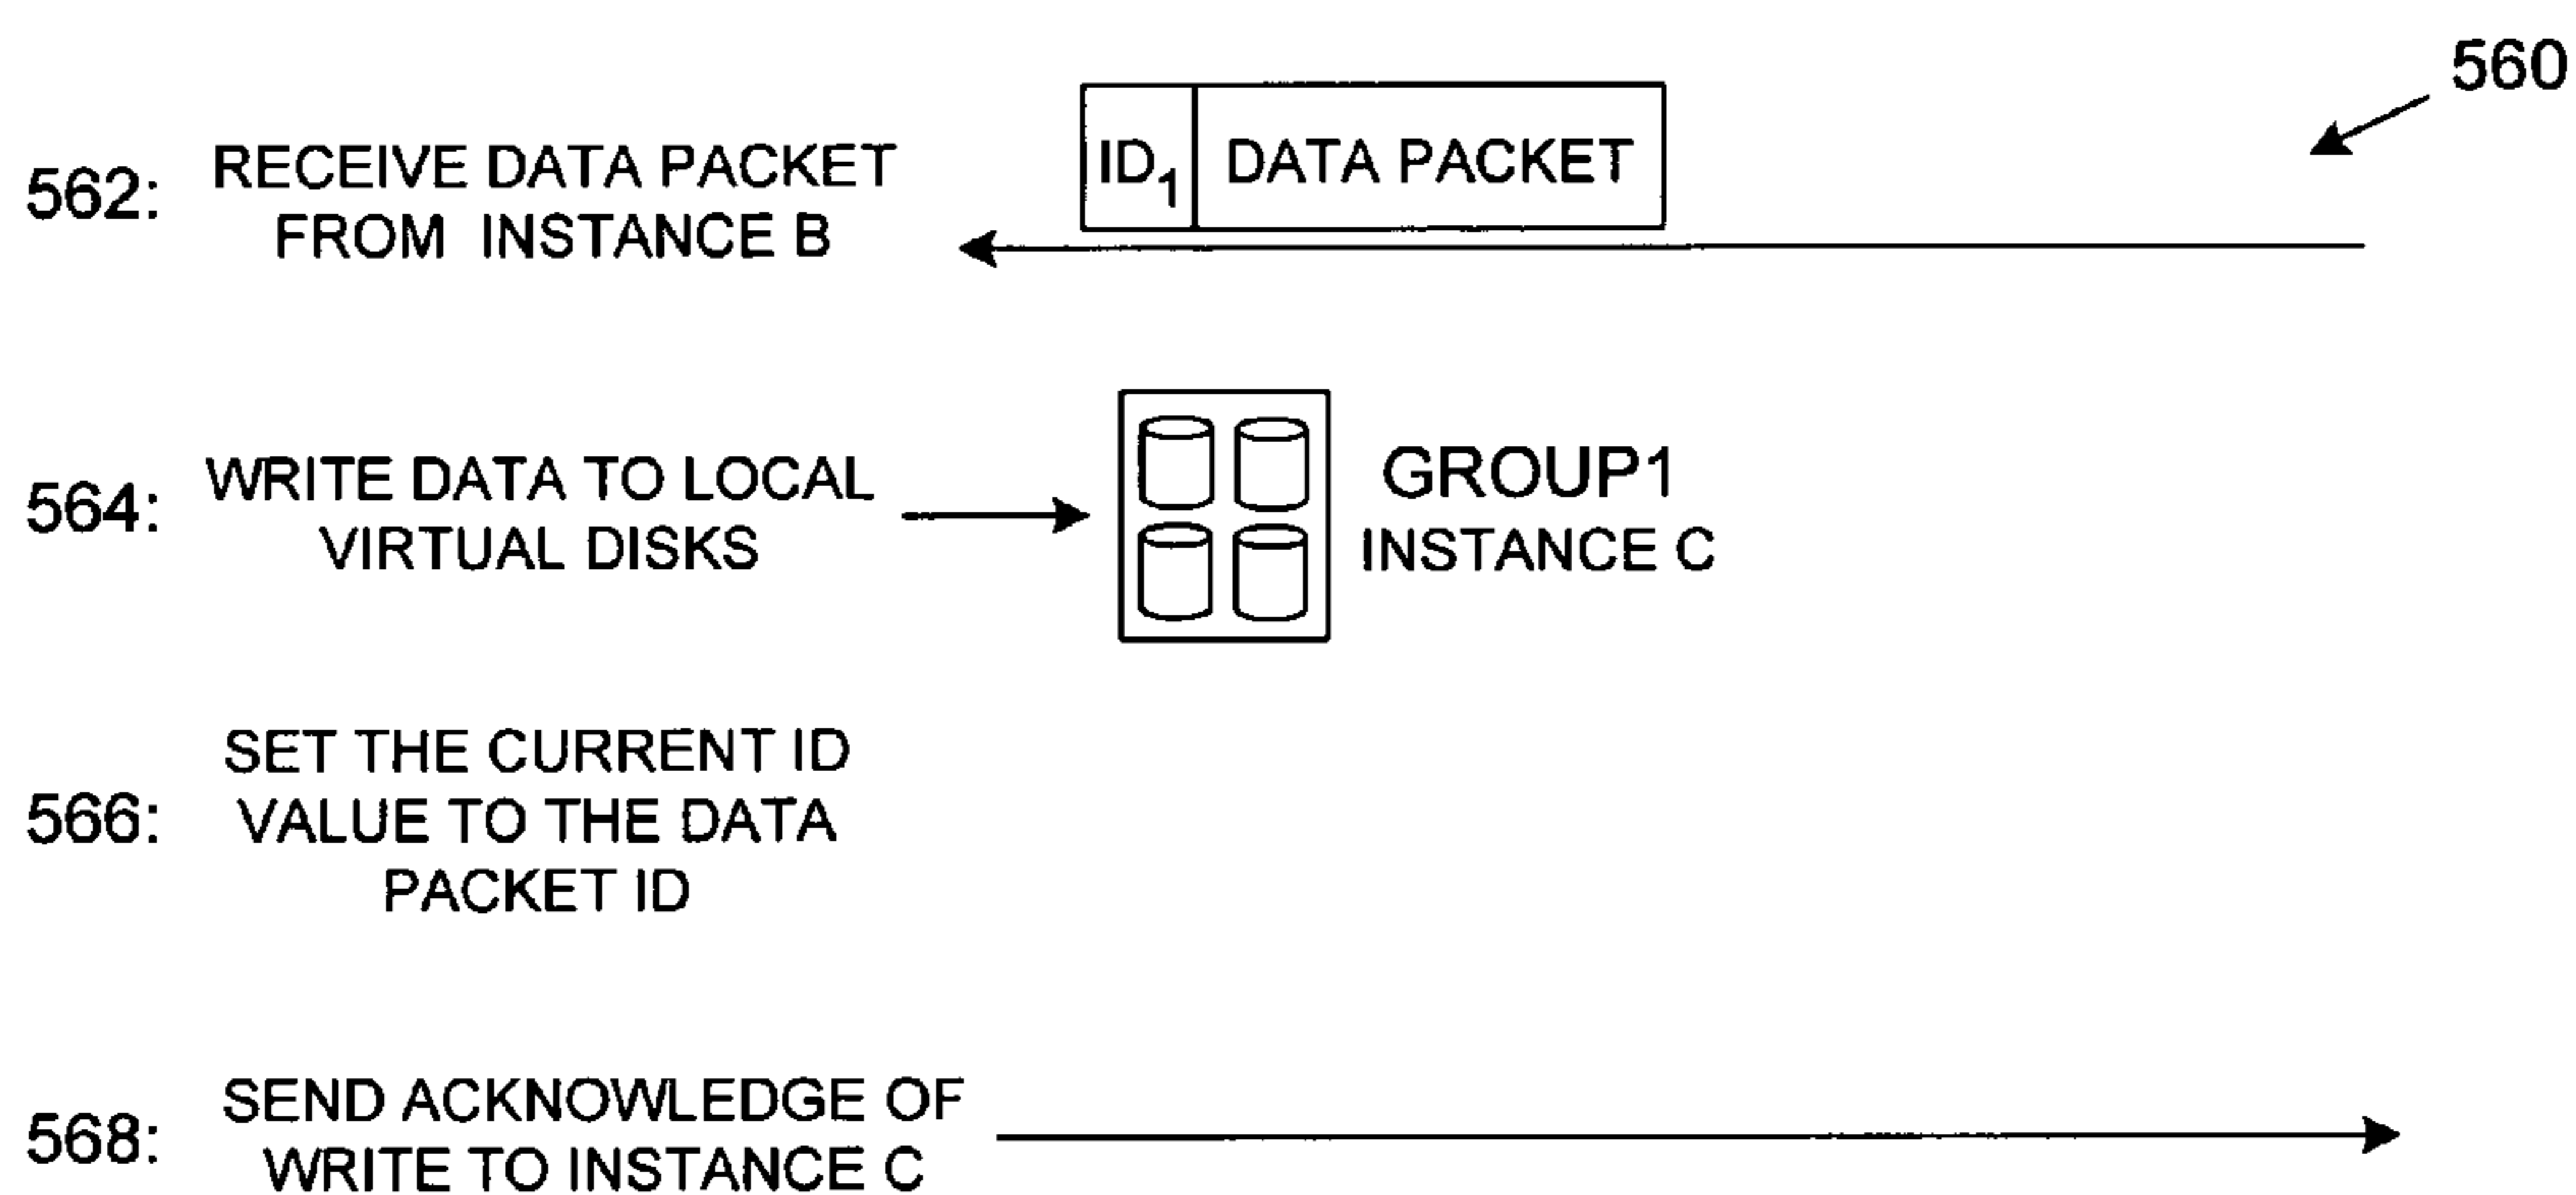 560
ID1 DATA PACKET
562: RECEIVE DATA PACKET
FROM INSTANCE B
564: WRITE DATA TO LOCAL
VIRTUAL DISKS
GROUP1
INSTANCE C
566: SET THE CURRENT ID
VALUE TO THE DATA
PACKET ID
568: SEND ACKNOWLEDGE OF
WRITE TO INSTANCE C